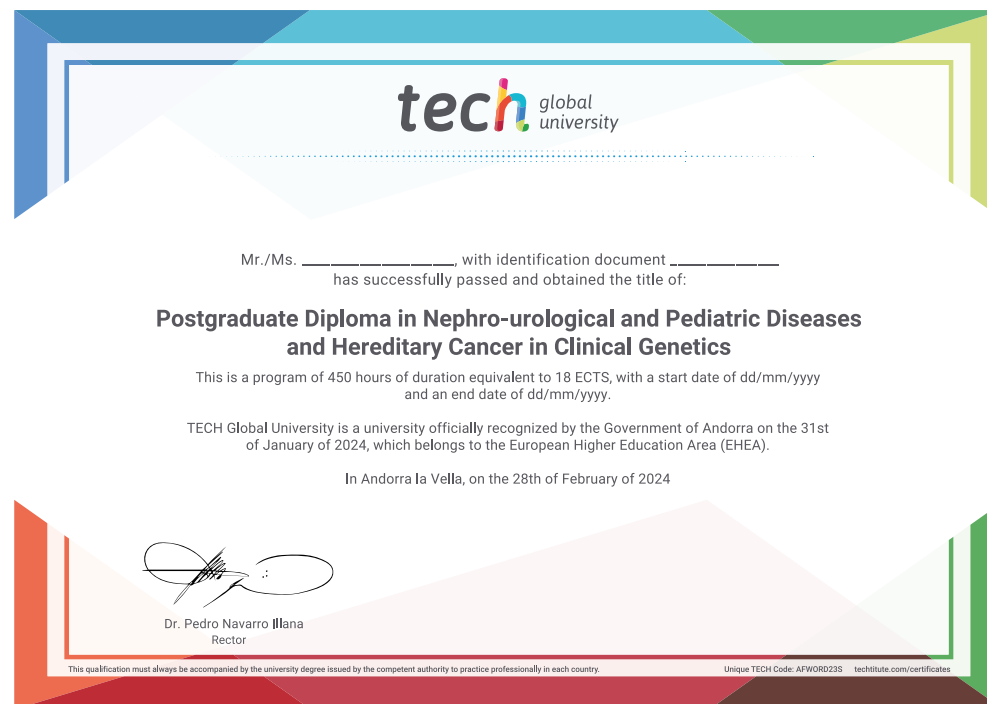 tech global university
Mr./Ms. ____________________, with identification document ______________
has successfully passed and obtained the title of:
Postgraduate Diploma in Nephro-urological and Pediatric Diseases
and Hereditary Cancer in Clinical Genetics
This is a program of 450 hours of duration equivalent to 18 ECTS, with a start date of dd/mm/yyyy
and an end date of dd/mm/yyyy.
TECH Global University is a university officially recognized by the Government of Andorra on the 31st
of January of 2024, which belongs to the European Higher Education Area (EHEA).
In Andorra la Vella, on the 28th of February of 2024
Dr. Pedro Navarro Illana
Rector
This qualification must always be accompanied by the university degree issued by the competent authority to practice professionally in each country.
Unique TECH Code: AFWORD23S techtitute.com/certificates